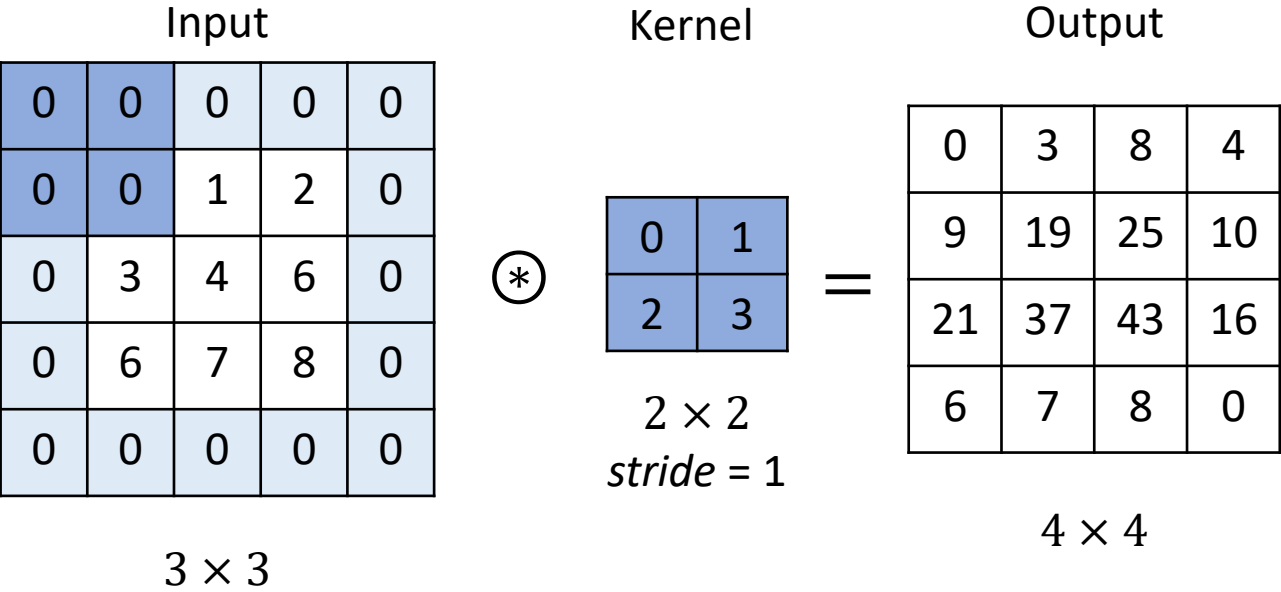 Input
0 0 0 0 0
0 0 1 2 0
0 3 4 6 0
0 6 7 8 0
0 0 0 0 0
3 × 3
⊛
Kernel
0 1
2 3
2 × 2
stride = 1
=
Output
0 3 8 4
9 19 25 10
21 37 43 16
6 7 8 0
4 × 4